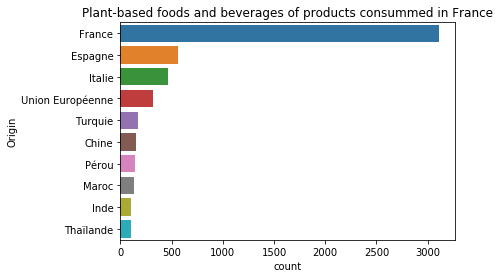 Plant-based foods and beverages of products consummed in France
Origin
France
Espagne
Italie
Union Européenne
Turquie
Chine
Pérou
Maroc
Inde
Thaïlande
0 500 1000 1500 2000 2500 3000
count